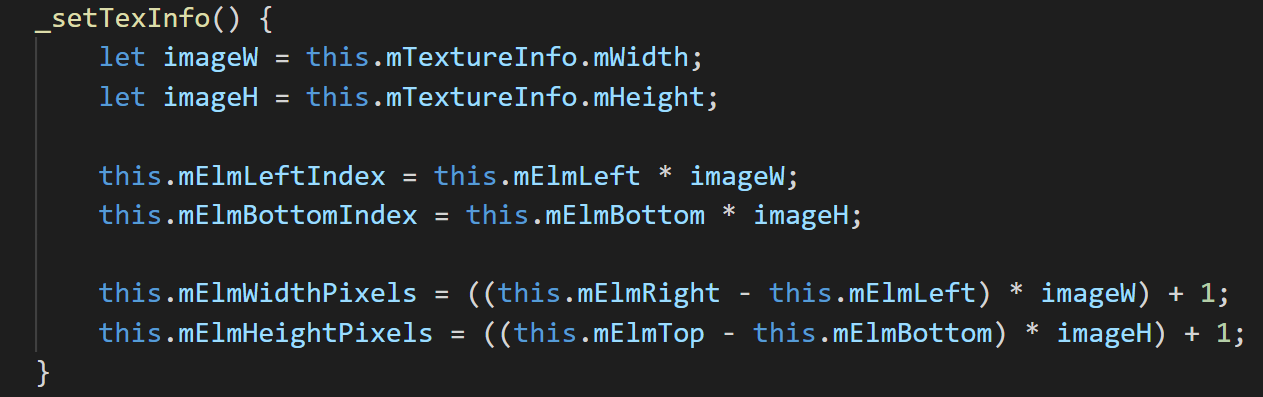 _setTexInfo() {
let imageW = this.mTextureInfo.mWidth;
let imageH = this.mTextureInfo.mHeight;
this.mElmLeftIndex = this.mElmLeft * imageW;
this.mElmBottomIndex = this.mElmBottom * imageH;
this.mElmWidthPixels = ((this.mElmRight - this.mElmLeft) * imageW) + 1;
this.mElmHeightPixels = ((this.mElmTop - this.mElmBottom) * imageH) + 1;
}